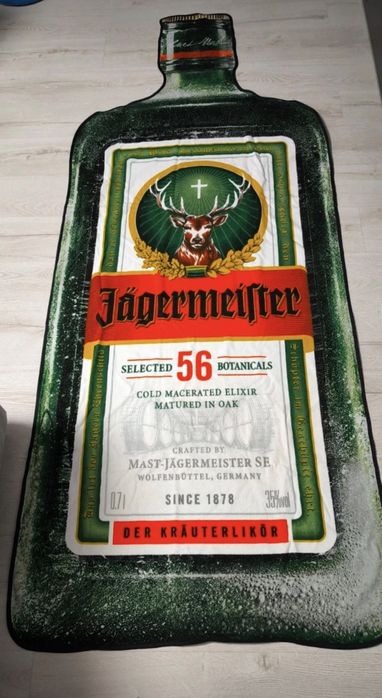 Jägermeiſter
SELECTED 56 BOTANICALS
COLD MACERATED ELIXIR
MATURED IN OAK
CRAFTED BY
MAST-JÄGERMEISTER SE
WOLFENBÜTTEL, GERMANY
0,7 l SINCE 1878 35%vol
DER KRÄUTERLIKÖR